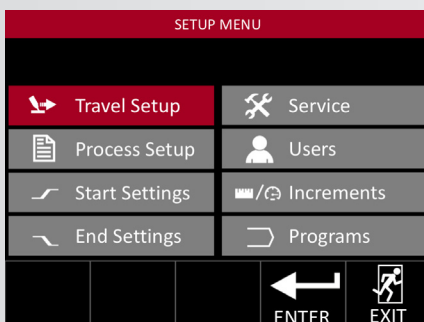 SETUP MENU
Travel Setup
Service
Process Setup
Users
Start Settings
Increments
End Settings
Programs
ENTER
EXIT